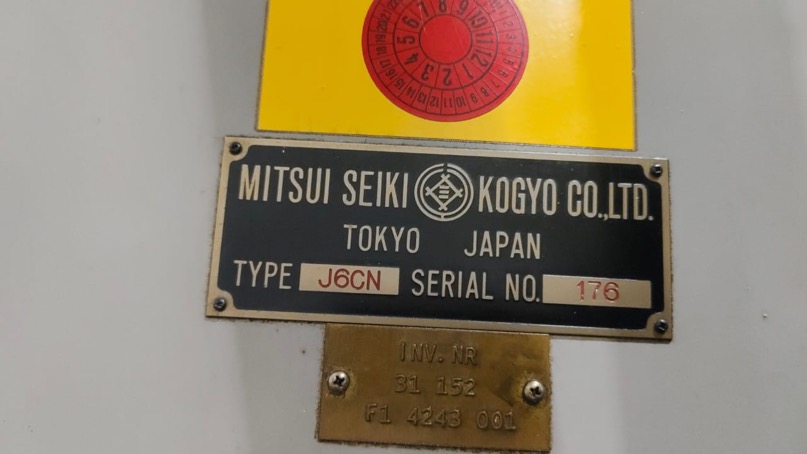 MITSUI SEIKI KOGYO CO.,LTD.
TOKYO JAPAN
TYPE J6CN SERIAL NO. 176
INV. NR
31 152
F1 4243 001